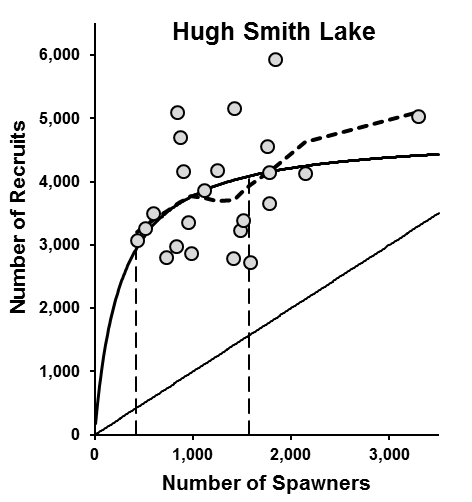 Hugh Smith Lake
Number of Recruits
6,000
5,000
4,000
3,000
2,000
1,000
0
0 1,000 2,000 3,000
Number of Spawners